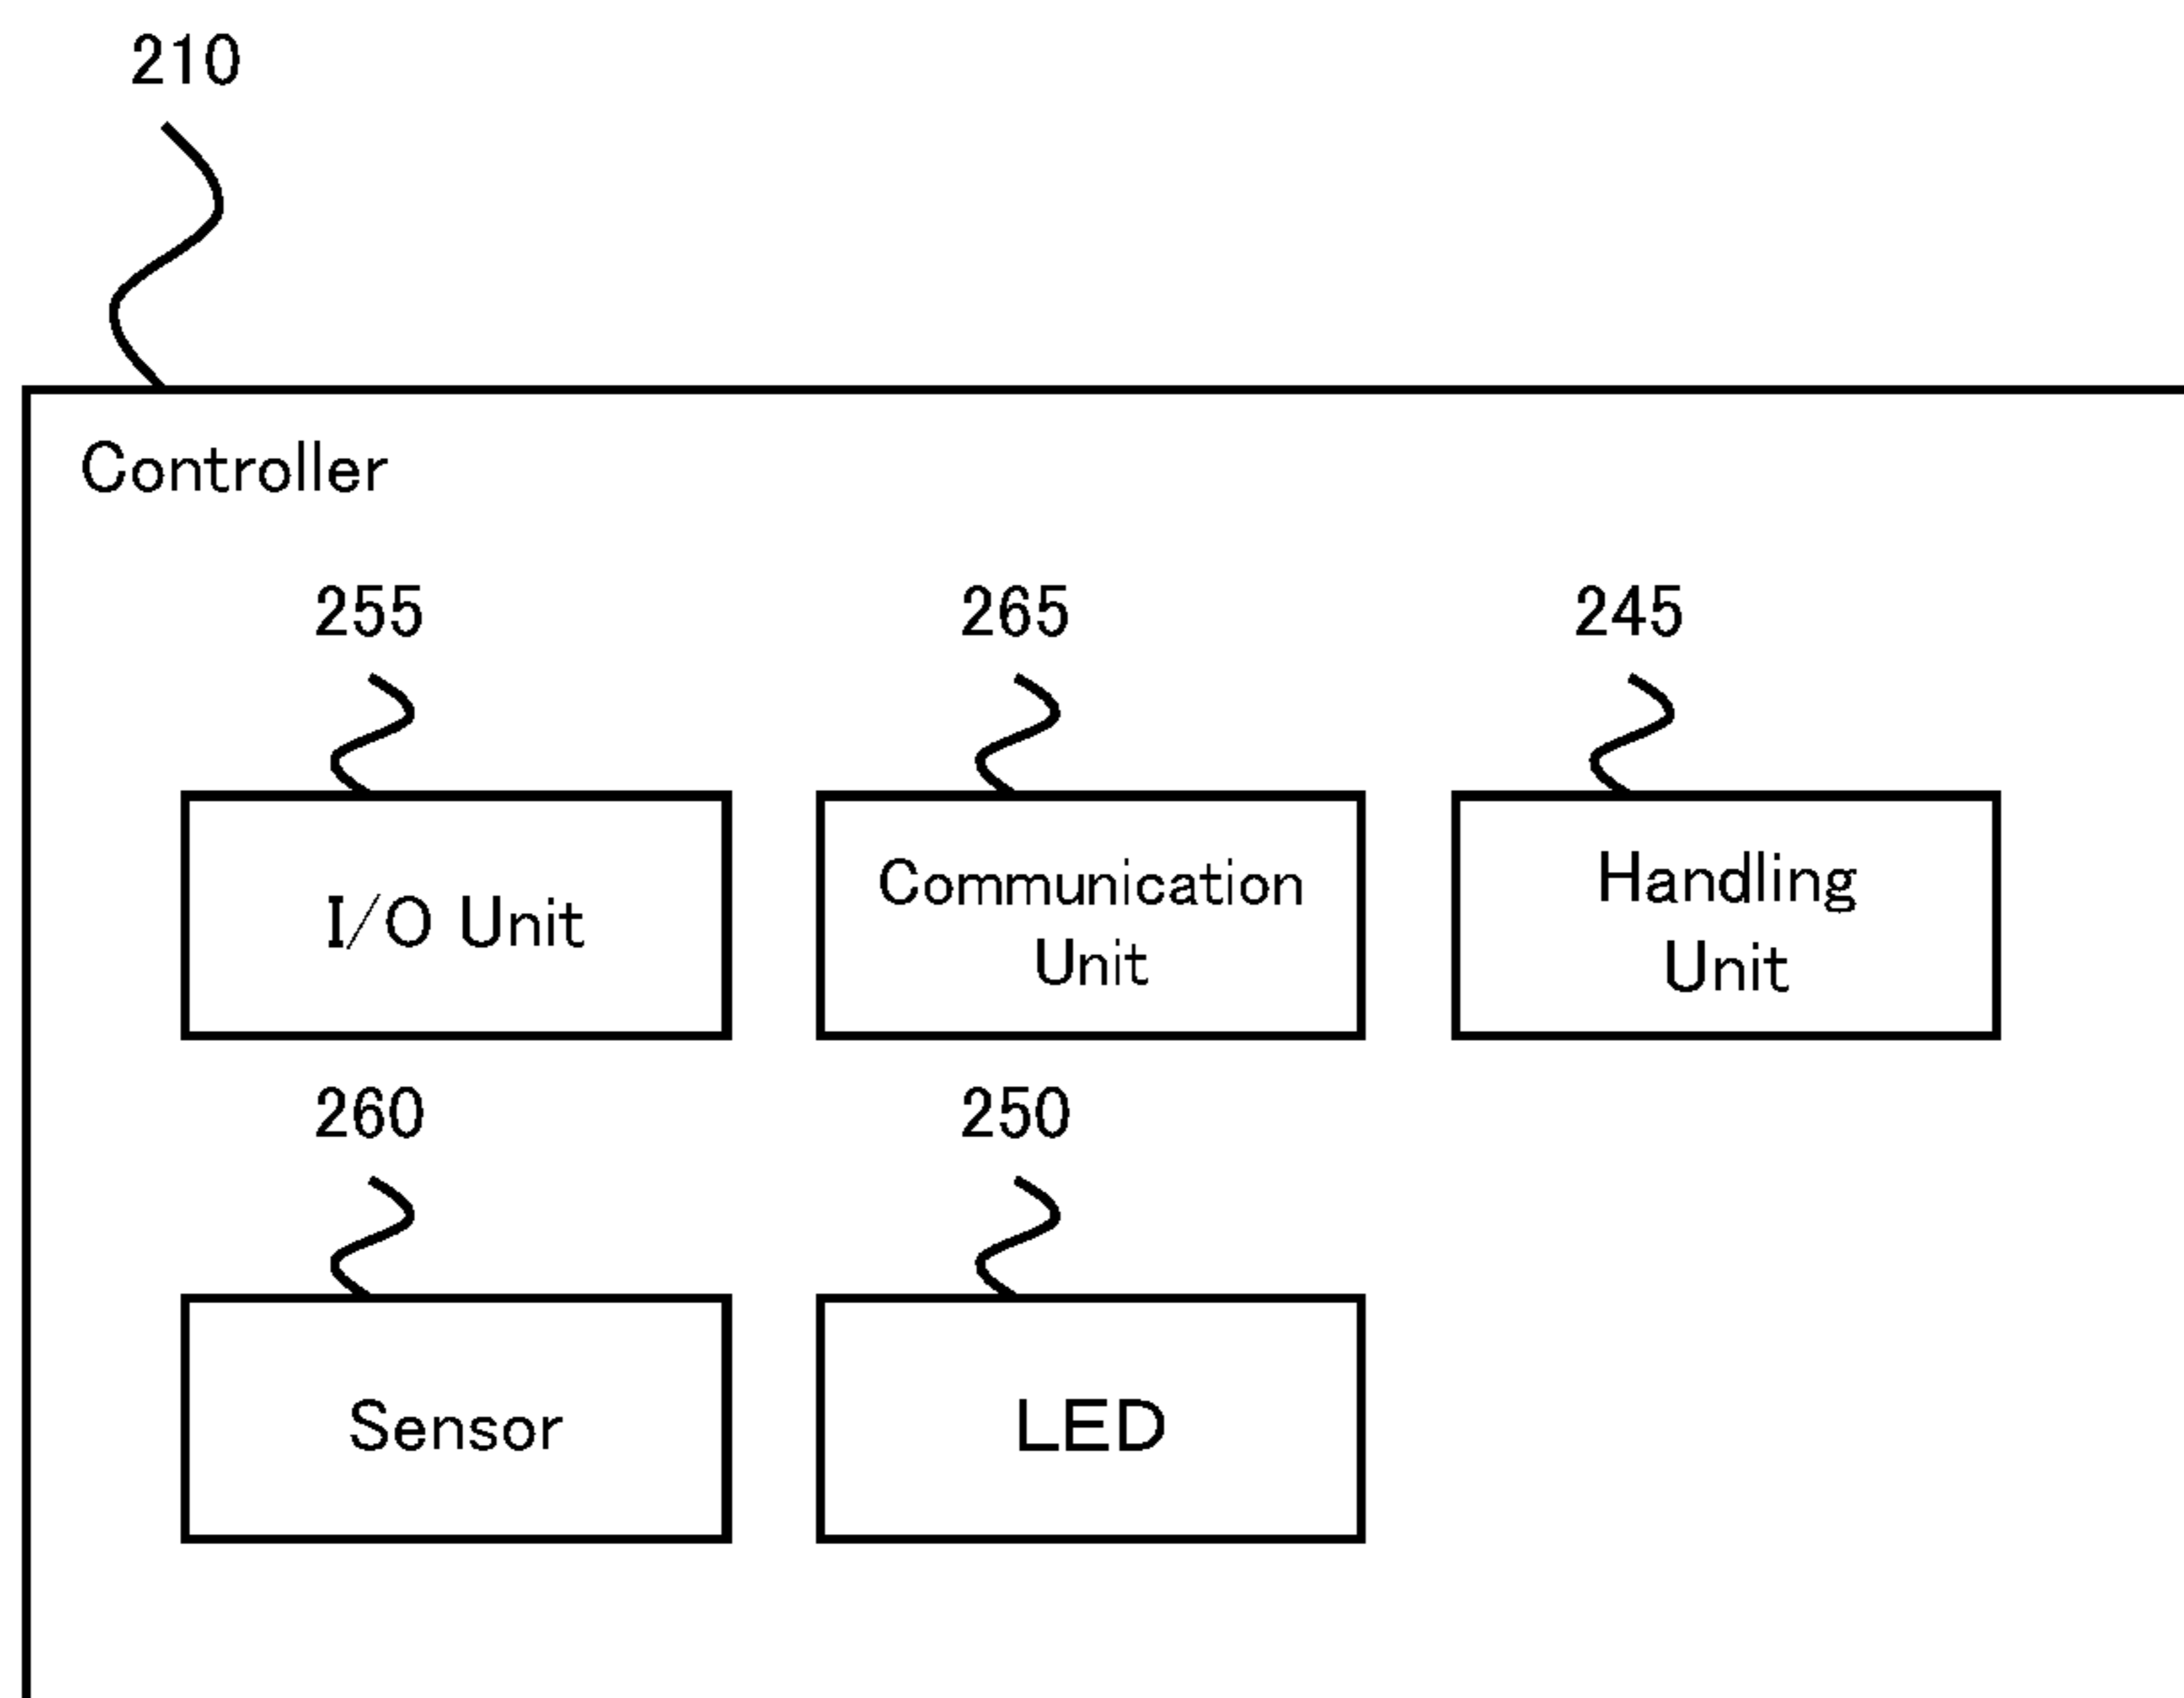 210
Controller
255
265
245
I/O Unit
Communication
Unit
Handling
Unit
260
250
Sensor
LED